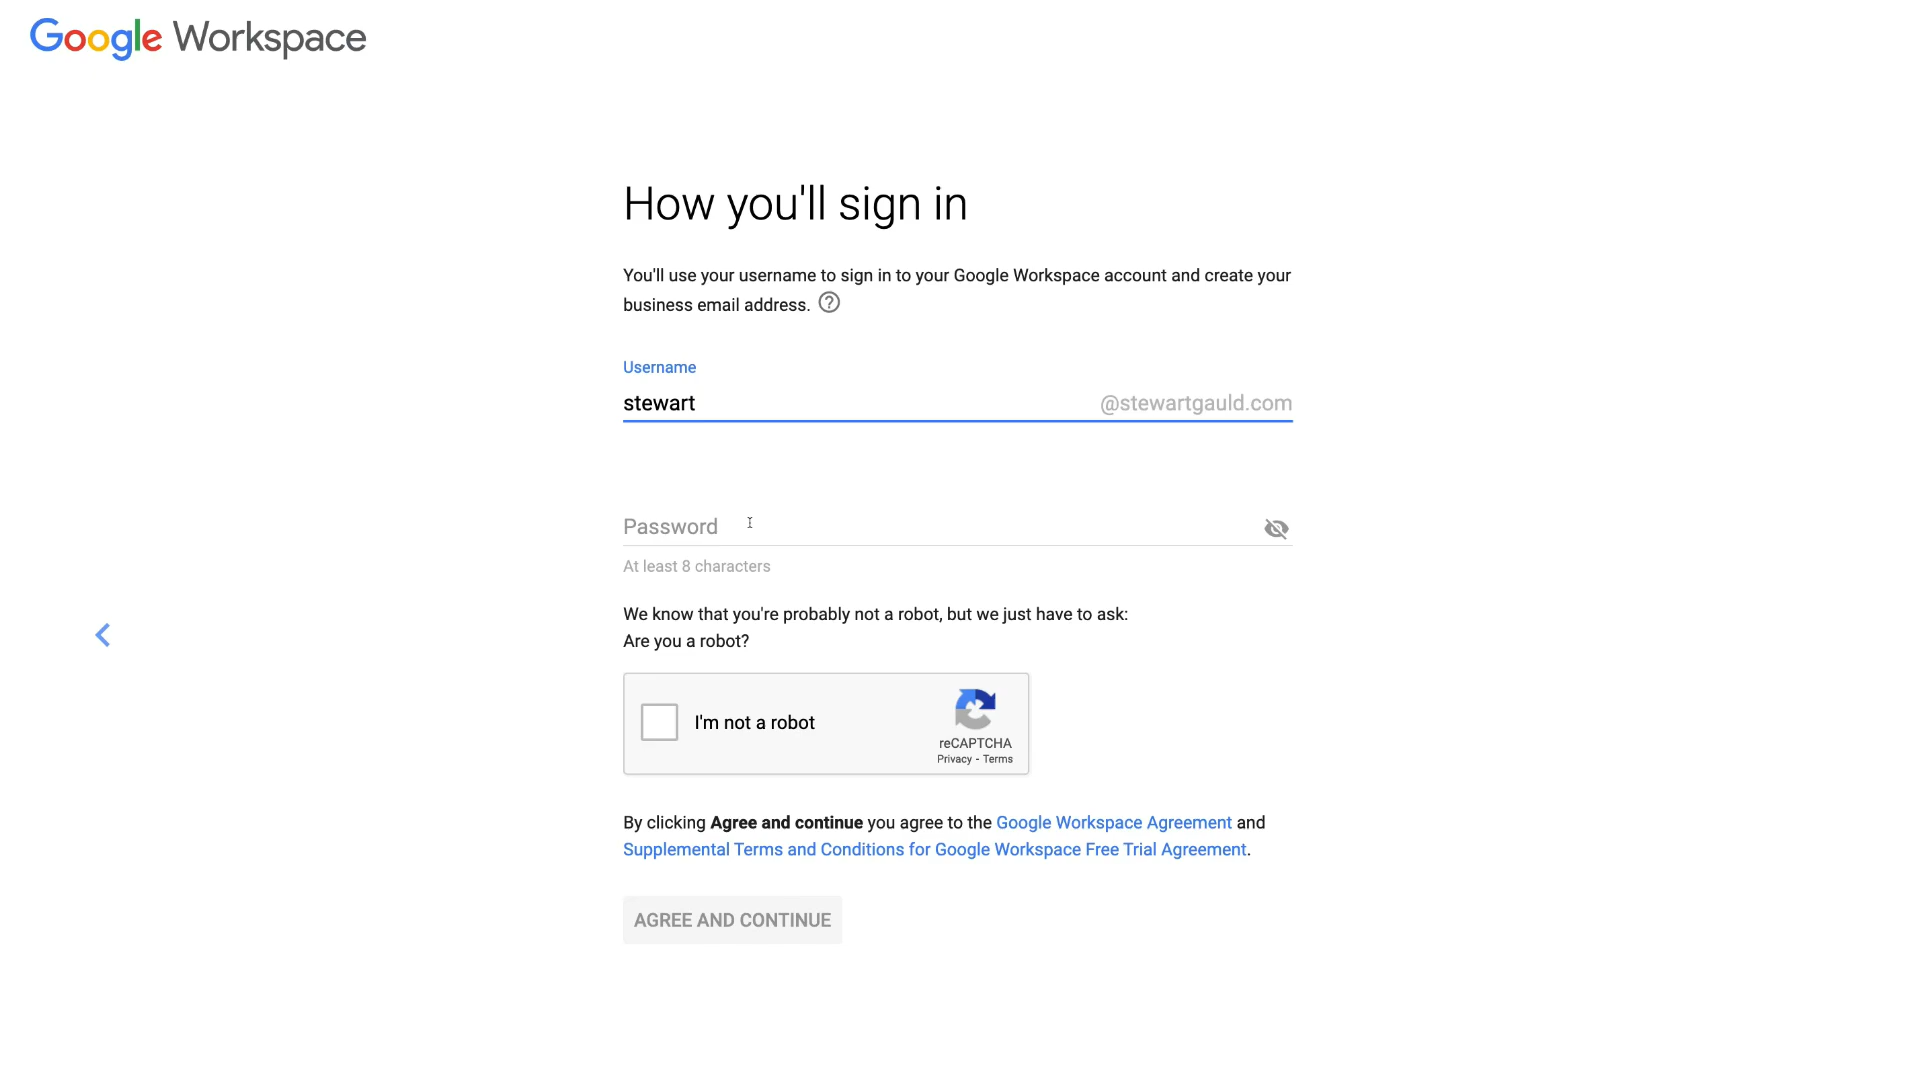 Google Workspace
How you'll sign in
You'll use your username to sign in to your Google Workspace account and create your
business email address. ?
Username
stewart @stewartgauld.com
Password
At least 8 characters
We know that you're probably not a robot, but we just have to ask:
Are you a robot?
I'm not a robot
reCAPTCHA
Privacy - Terms
By clicking Agree and continue you agree to the Google Workspace Agreement and
Supplemental Terms and Conditions for Google Workspace Free Trial Agreement.
AGREE AND CONTINUE